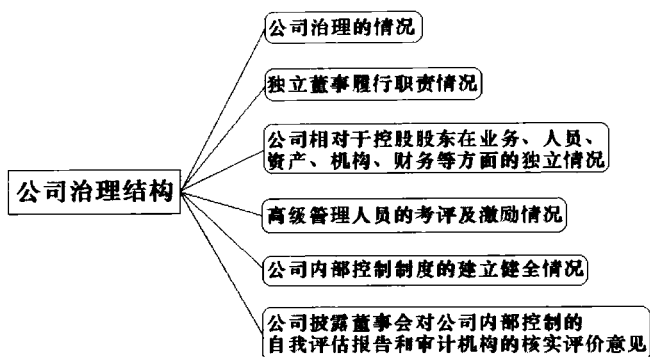 公司治理的情况
独立董事履行职责情况
公司相对于控股股东在业务、人员、
资产、机构、财务等方面的独立情况
公司治理结构
高级管理人员的考评及激励情况
公司内部控制制度的建立健全情况
公司披露董事会对公司内部控制的
自我评估报告和审计机构的核实评价意见